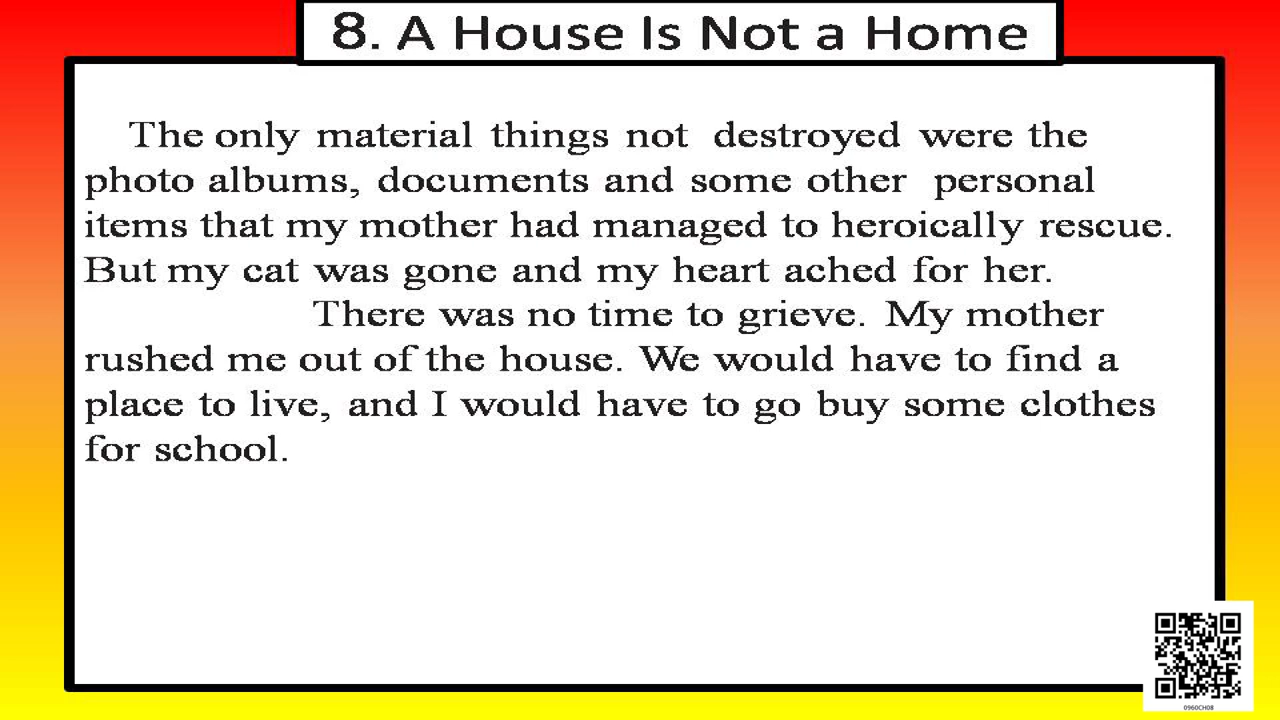 8. A House Is Not a Home
The only material things not destroyed were the
photo albums, documents and some other personal
items that my mother had managed to heroically rescue.
But my cat was gone and my heart ached for her.
There was no time to grieve. My mother
rushed me out of the house. We would have to find a
place to live, and I would have to go buy some clothes
for school.
0960CH08